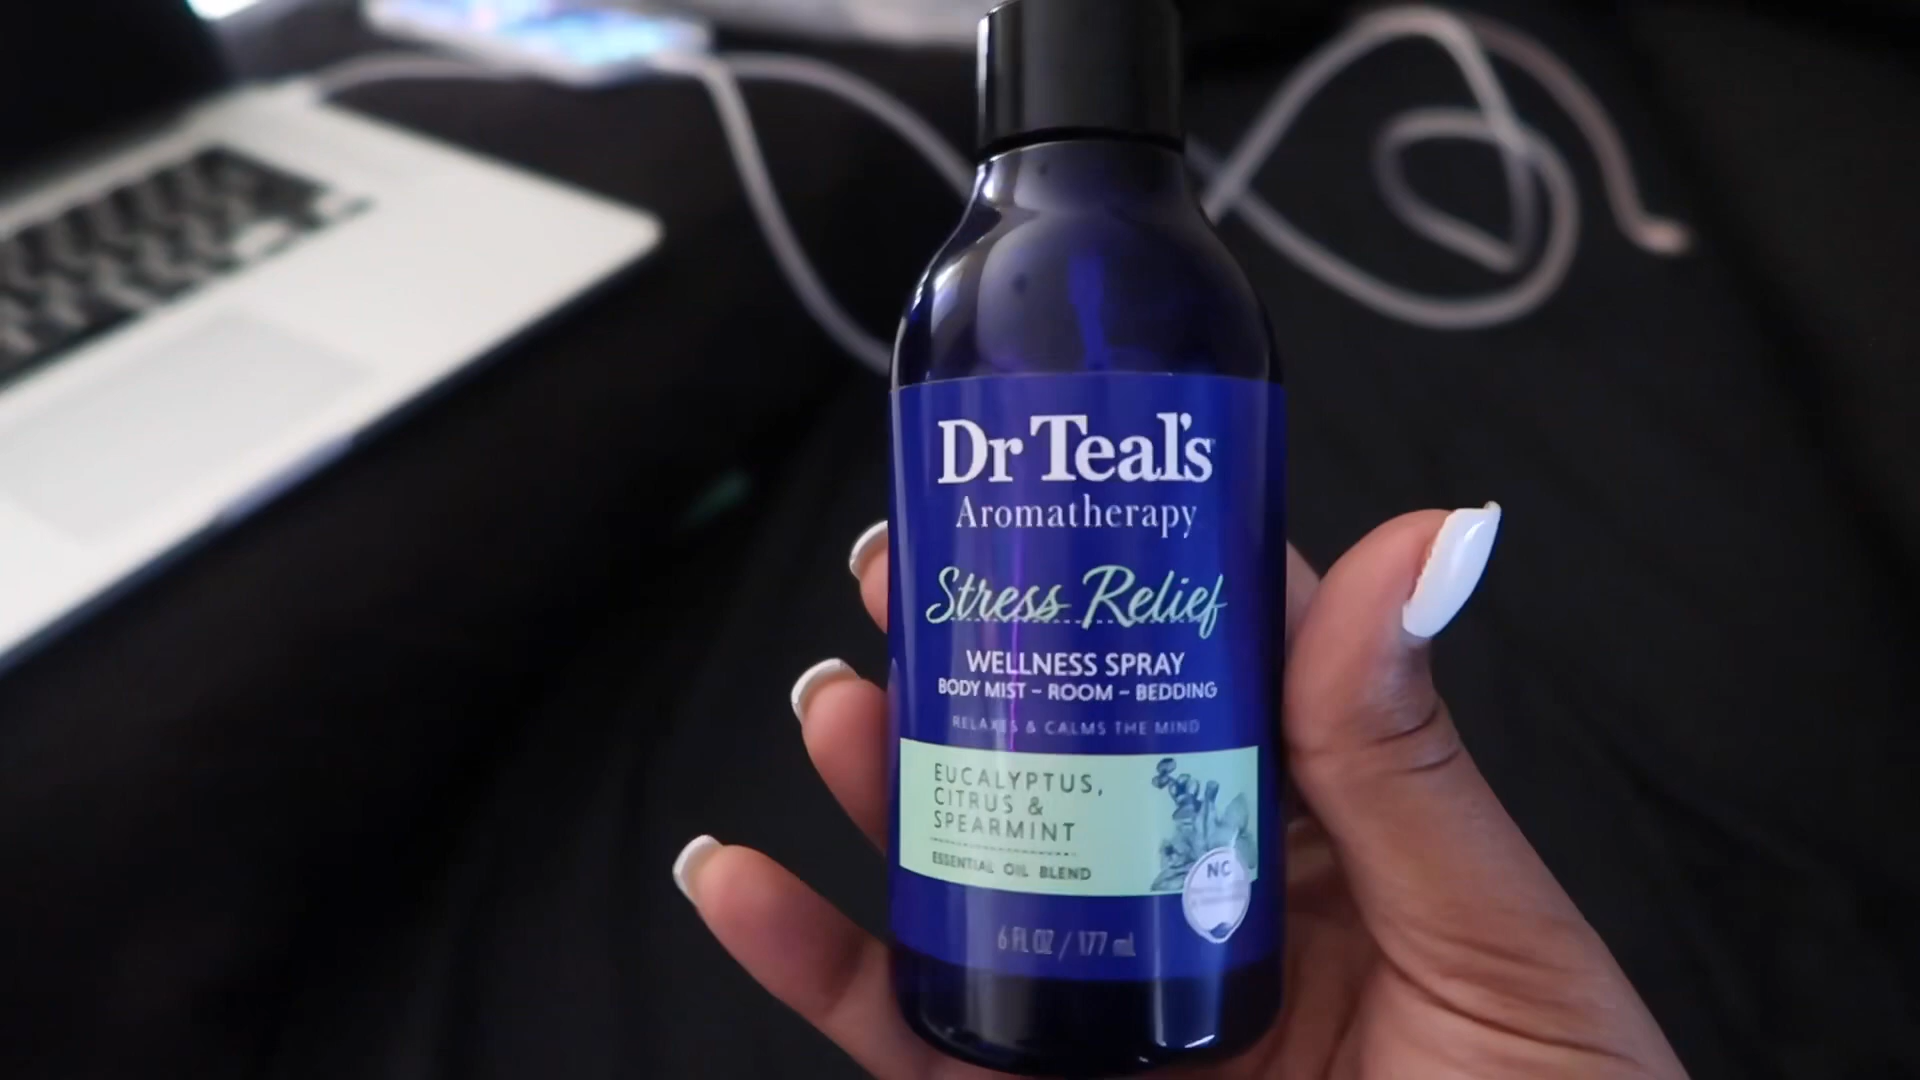 Dr Teal's
Aromatherapy
Stress Relief
WELLNESS SPRAY
BODY MIST – ROOM – BEDDING
RELAXES & CALMS THE MIND
EUCALYPTUS,
CITRUS &
SPEARMINT
ESSENTIAL OIL BLEND
NC
6 FL OZ / 177 mL